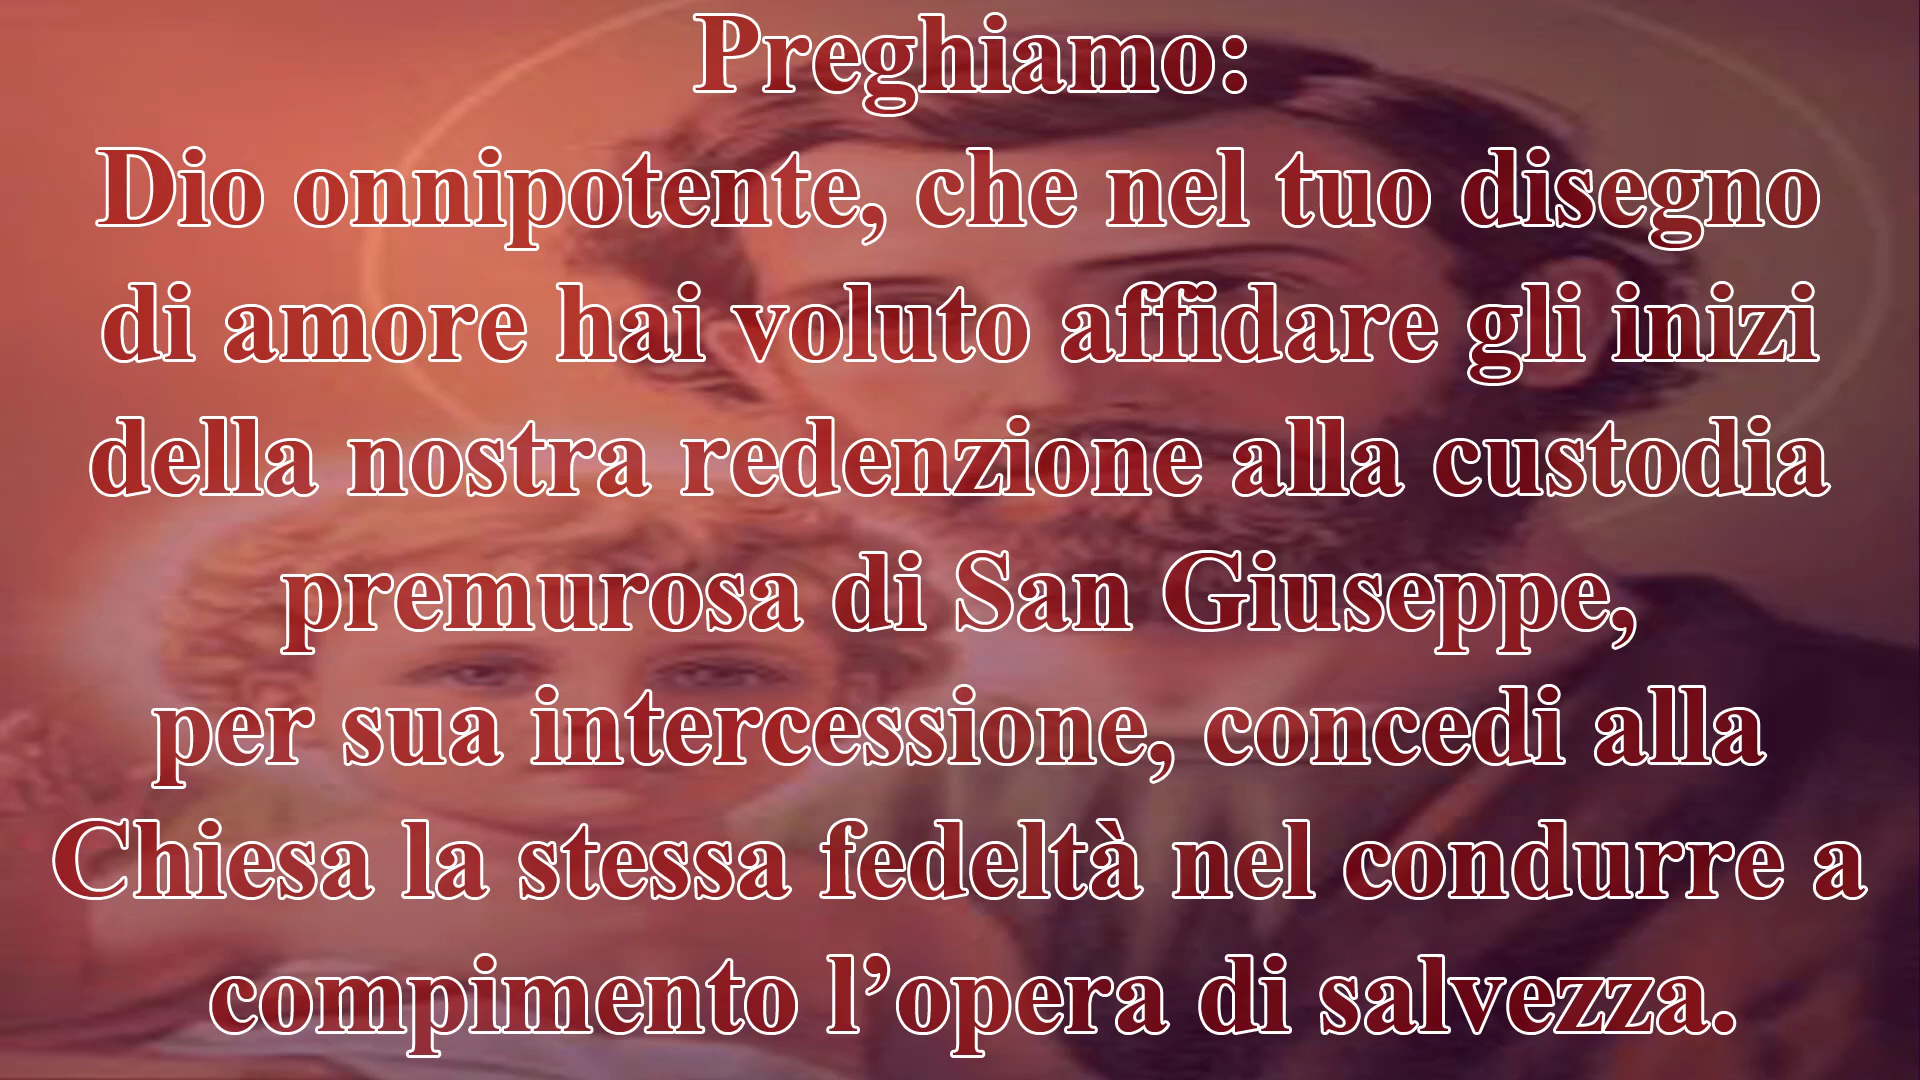 Preghiamo:
Dio onnipotente, che nel tuo disegno
di amore hai voluto affidare gli inizi
della nostra redenzione alla custodia
premurosa di San Giuseppe,
per sua intercessione, concedi alla
Chiesa la stessa fedeltà nel condurre a
compimento l’opera di salvezza.